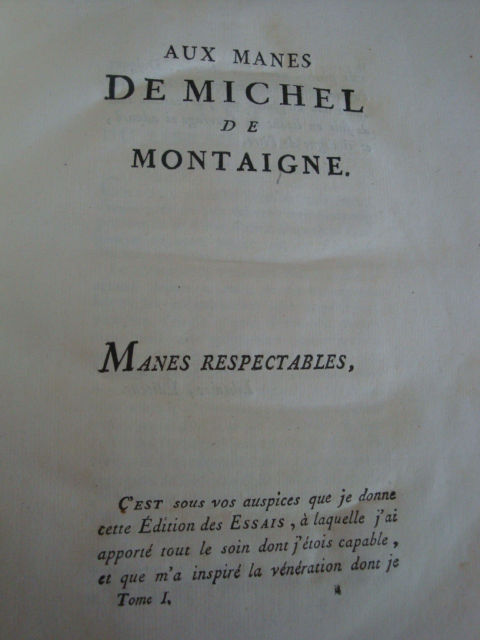 AUX MANES
DE MICHEL
DE
MONTAIGNE.
MANES RESPECTABLES,
C'EST sous vos auspices que je donne
cette Édition des ESSAIS, à laquelle j'ai
apporté tout le soin dont j'étois capable,
et que m'a inspiré la vénération dont je
Tome I.